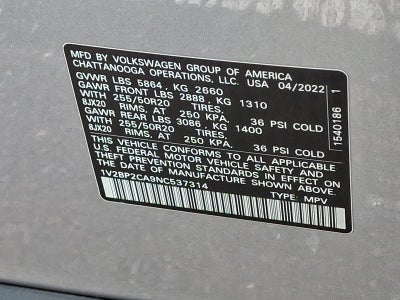 MFD BY VOLKSWAGEN GROUP OF AMERICA
CHATTANOOGA OPERATIONS, LLC. USA 04/2022
GVWR LBS 5864, KG 2660
GAWR FRONT LBS 2888, KG 1310
WITH 255/50R20 TIRES,
8JX20 RIMS, AT 250 KPA, 36 PSI COLD
GAWR REAR LBS 3086, KG 1400
WITH 255/50R20 TIRES,
8JX20 RIMS, AT 250 KPA, 36 PSI COLD
THIS VEHICLE CONFORMS TO ALL APPLICABLE
U.S. FEDERAL MOTOR VEHICLE SAFETY AND
THEFT PREVENTION STANDARDS IN EFFECT ON
THE DATE OF MANUFACTURE SHOWN ABOVE
1V2BP2CA9NC537314
TYPE: MPV
1540186 1